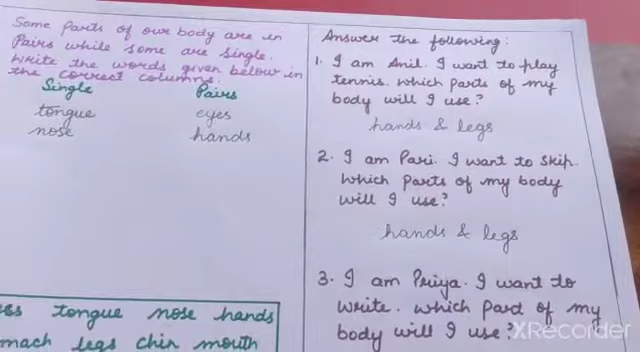 Some Parts of our body are in
Pairs while some are Single.
Write the words given below in
the correct columns.
Single Pairs
tongue eyes
nose hands
tongue nose hands
legs chin mouth
Answer the following:
1. I am Anil. I want to play
tennis. Which parts of my
body will I use?
hands & legs
2. I am Pari. I want to Skip.
Which Parts of my body
will I use?
hands & legs
3. I am Priya. I want to
write. Which part of my
body will I use?
XRecorder